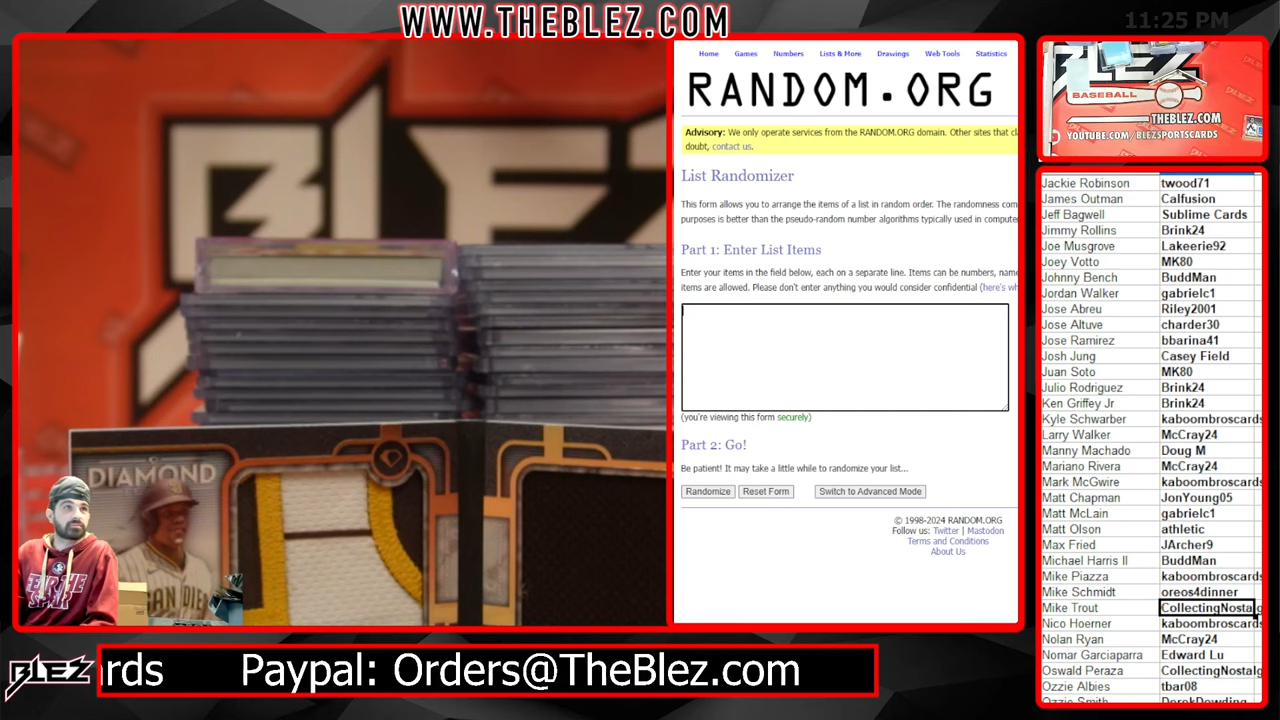 WWW.THEBLEZ.COM
11:25 PM
Home Games Numbers Lists & More Drawings Web Tools Statistics
RANDOM.ORG
Advisory: We only operate services from the RANDOM.ORG domain. Other sites that cl
doubt, contact us.
List Randomizer
This form allows you to arrange the items of a list in random order. The randomness com
purposes is better than the pseudo-random number algorithms typically used in compute
Part 1: Enter List Items
Enter your items in the field below, each on a separate line. Items can be numbers, name
items are allowed. Please don't enter anything you would consider confidential (here's wh
(you're viewing this form securely)
Part 2: Go!
Be patient! It may take a little while to randomize your list...
Randomize Reset Form Switch to Advanced Mode
© 1998-2024 RANDOM.ORG
Follow us: Twitter | Mastodon
Terms and Conditions
About Us
BLEZ
BASEBALL
THEBLEZ.COM
YOUTUBE.COM/BLEZSPORTSCARDS
Jackie Robinson twood71
James Outman Calfusion
Jeff Bagwell Sublime Cards
Jimmy Rollins Brink24
Joe Musgrove Lakeerie92
Joey Votto MK80
Johnny Bench BuddMan
Jordan Walker gabrielc1
Jose Abreu Riley2001
Jose Altuve charder30
Jose Ramirez bbarina41
Josh Jung Casey Field
Juan Soto MK80
Julio Rodriguez Brink24
Ken Griffey Jr Brink24
Kyle Schwarber kaboombroscards
Larry Walker McCray24
Manny Machado Doug M
Mariano Rivera McCray24
Mark McGwire kaboombroscards
Matt Chapman JonYoung05
Matt McLain gabrielc1
Matt Olson athletic
Max Fried JArcher9
Michael Harris II BuddMan
Mike Piazza kaboombroscards
Mike Schmidt oreos4dinner
Mike Trout CollectingNostalg
Nico Hoerner kaboombroscards
Nolan Ryan McCray24
Nomar Garciaparra Edward Lu
Oswald Peraza CollectingNostalg
Ozzie Albies tbar08
Ozzie Smith DerekDowding
DIAMOND
SAN DIE
BLEZ
rds Paypal: Orders@TheBlez.com